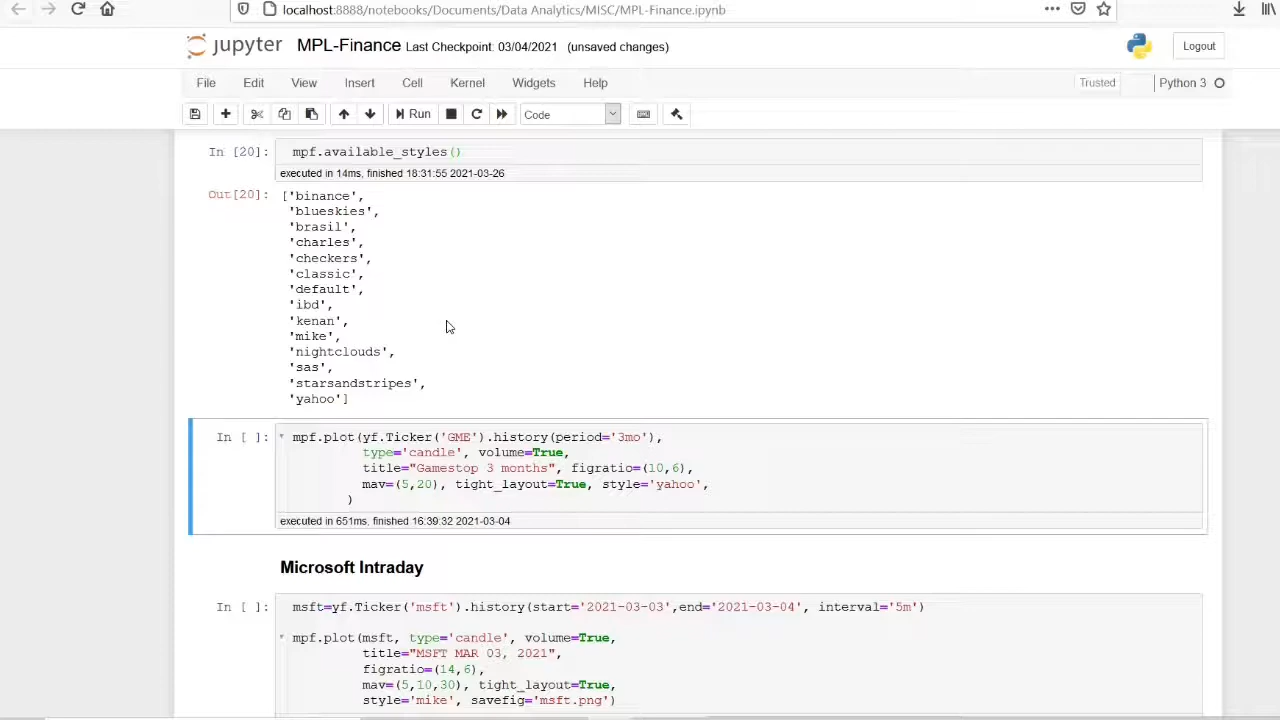 localhost:8888/notebooks/Documents/Data Analytics/MISC/MPL-Finance.ipynb
jupyter MPL-Finance Last Checkpoint: 03/04/2021 (unsaved changes) Logout
File Edit View Insert Cell Kernel Widgets Help Trusted Python 3
Run Code
In [20]: mpf.available_styles()
executed in 14ms, finished 18:31:55 2021-03-26
Out[20]: ['binance',
'blueskies',
'brasil',
'charles',
'checkers',
'classic',
'default',
'ibd',
'kenan',
'mike',
'nightclouds',
'sas',
'starsandstripes',
'yahoo']
In [ ]: mpf.plot(yf.Ticker('GME').history(period='3mo'),
type='candle', volume=True,
title="Gamestop 3 months", figratio=(10,6),
mav=(5,20), tight_layout=True, style='yahoo',
)
executed in 651ms, finished 16:39:32 2021-03-04
Microsoft Intraday
In [ ]: msft=yf.Ticker('msft').history(start='2021-03-03',end='2021-03-04', interval='5m')
mpf.plot(msft, type='candle', volume=True,
title="MSFT MAR 03, 2021",
figratio=(14,6),
mav=(5,10,30), tight_layout=True,
style='mike', savefig='msft.png')